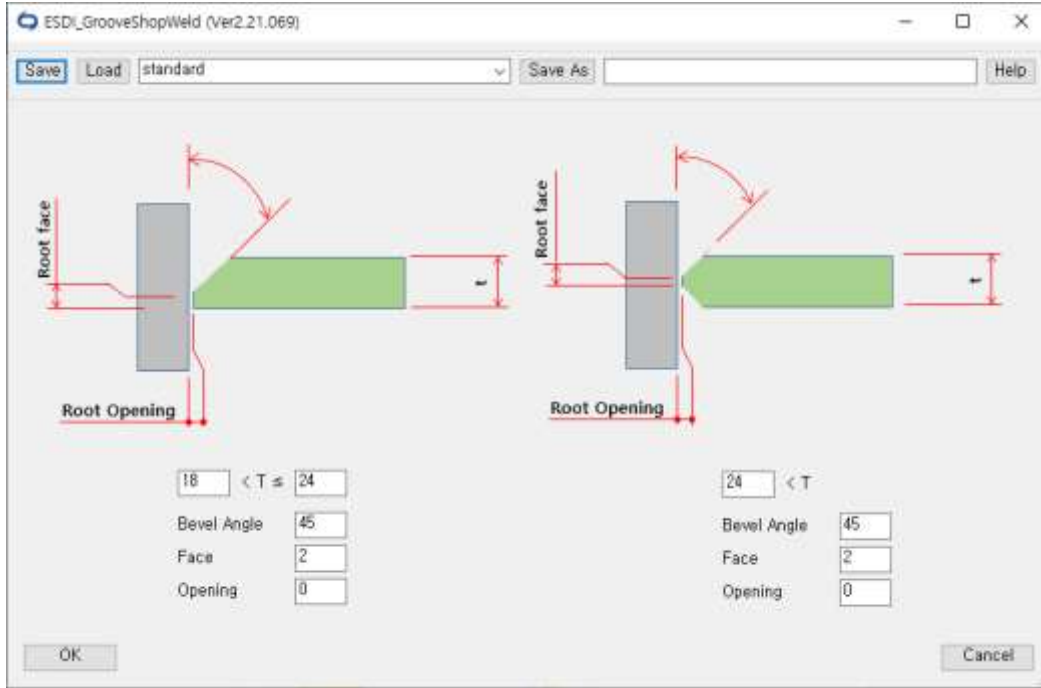 ESDI_GrooveShopWeld (Ver2.21.069)
Save Load standard Save As Help
Root face
t
Root Opening
Root face
t
Root Opening
18 < T ≤ 24
Bevel Angle 45
Face 2
Opening 0
24 < T
Bevel Angle 45
Face 2
Opening 0
OK Cancel